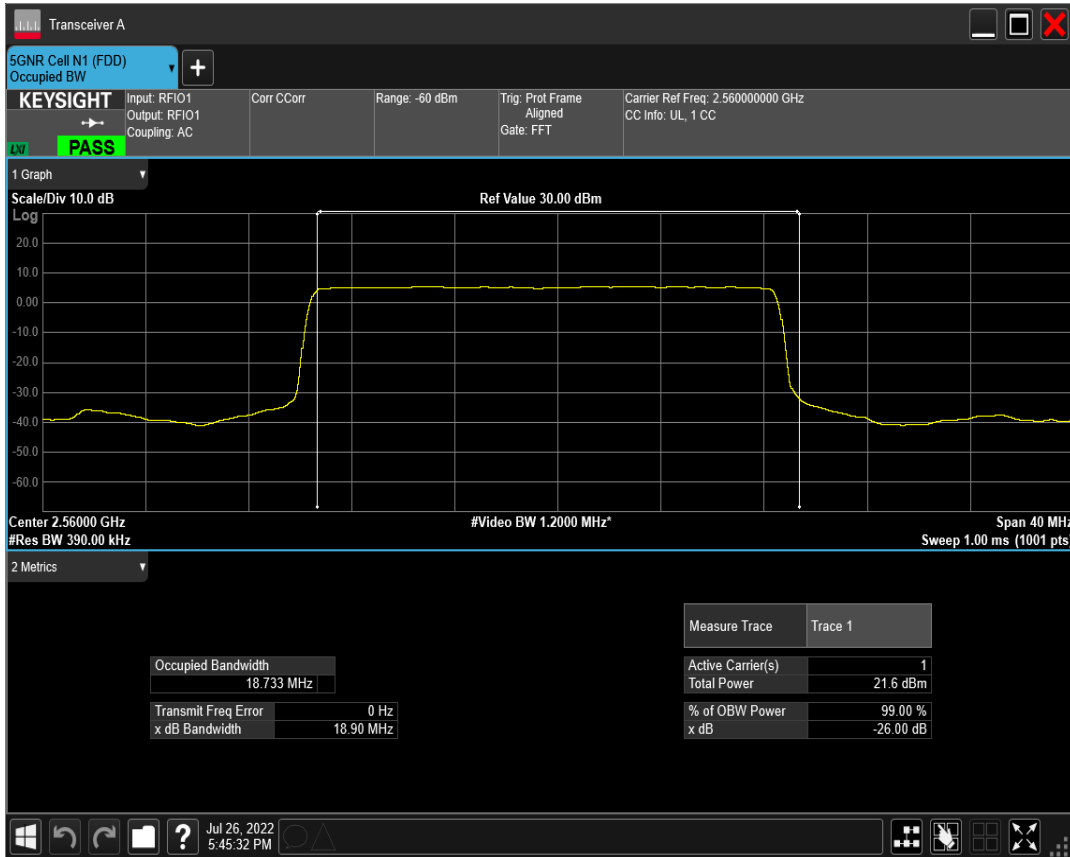 Transceiver A
5GNR Cell N1 (FDD)
Occupied BW
+
KEYSIGHT
LXI
PASS
Input: RFIO1
Output: RFIO1
Coupling: AC
Corr CCorr
Range: -60 dBm
Trig: Prot Frame
Aligned
Gate: FFT
Carrier Ref Freq: 2.560000000 GHz
CC Info: UL, 1 CC
1 Graph
Scale/Div 10.0 dB
Ref Value 30.00 dBm
Log
20.0
10.0
0.00
-10.0
-20.0
-30.0
-40.0
-50.0
-60.0
Center 2.56000 GHz
#Video BW 1.2000 MHz*
Span 40 MHz
#Res BW 390.00 kHz
Sweep 1.00 ms (1001 pts)
2 Metrics
Measure Trace Trace 1
Occupied Bandwidth
18.733 MHz
Active Carrier(s) 1
Total Power 21.6 dBm
Transmit Freq Error 0 Hz
x dB Bandwidth 18.90 MHz
% of OBW Power 99.00 %
x dB -26.00 dB
?
Jul 26, 2022
5:45:32 PM